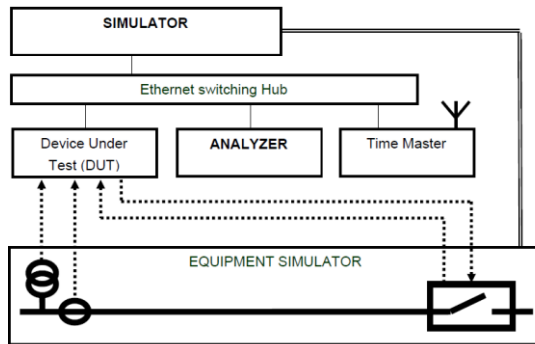 SIMULATOR
Ethernet switching Hub
Device Under
Test (DUT)
ANALYZER
Time Master
EQUIPMENT SIMULATOR